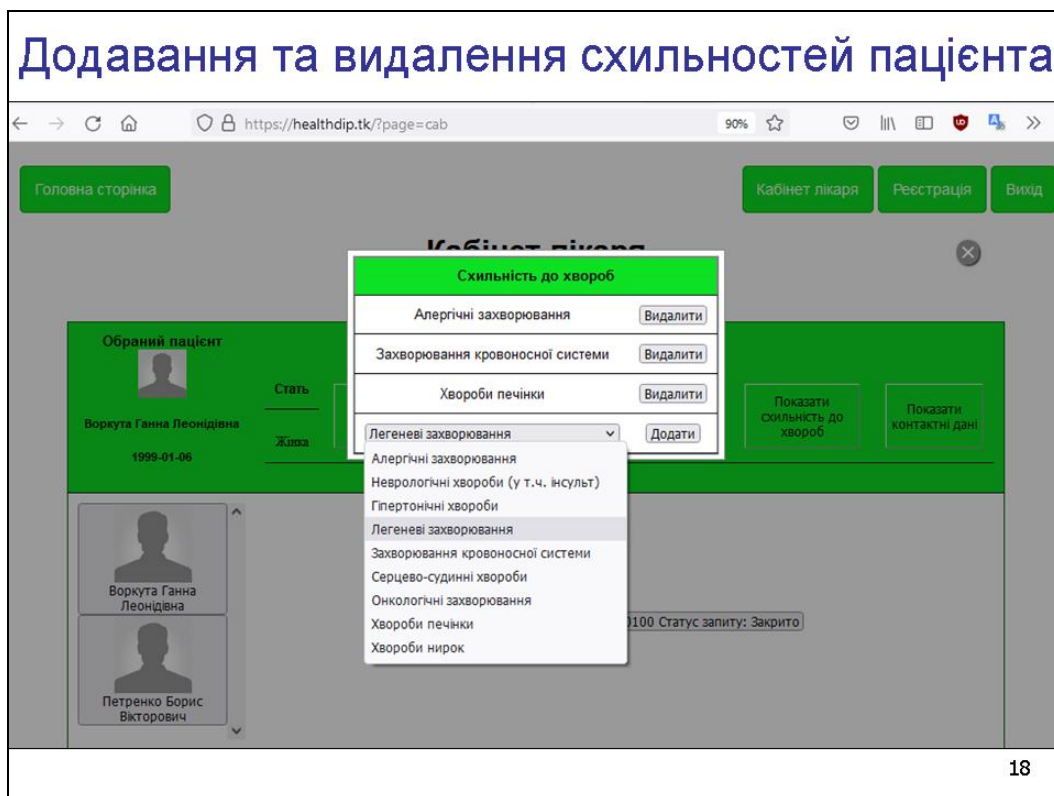 Додавання та видалення схильностей пацієнта
https://healthdip.tk/?page=cab
90%
Головна сторінка
Кабінет лікаря
Реєстрація
Вихід
Кабінет лікаря
Схильність до хвороб
Алергічні захворювання
Видалити
Захворювання кровоносної системи
Видалити
Хвороби печінки
Видалити
Легеневі захворювання
Додати
Алергічні захворювання
Неврологічні хвороби (у т.ч. інсульт)
Гіпертонічні хвороби
Легеневі захворювання
Захворювання кровоносної системи
Серцево-судинні хвороби
Онкологічні захворювання
Хвороби печінки
Хвороби нирок
Обраний пацієнт
Воркута Ганна Леонідівна
1999-01-06
Стать
Жінка
Показати
схильність до
хвороб
Показати
контактні дані
Воркута Ганна
Леонідівна
Петренко Борис
Вікторович
0100 Статус запиту: Закрито
18